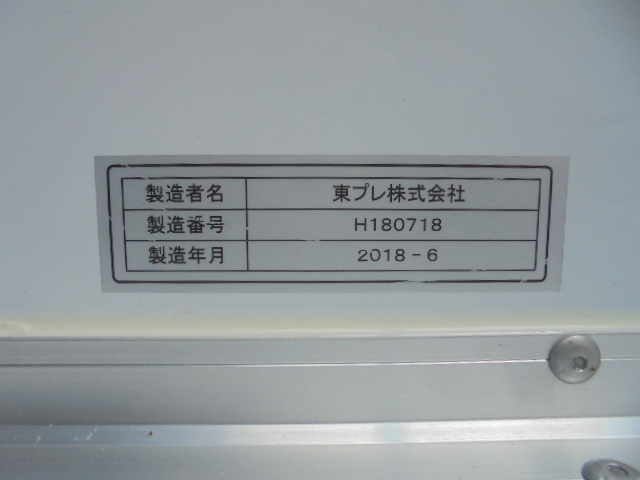 製造者名 東プレ株式会社
製造番号 H180718
製造年月 2018-6